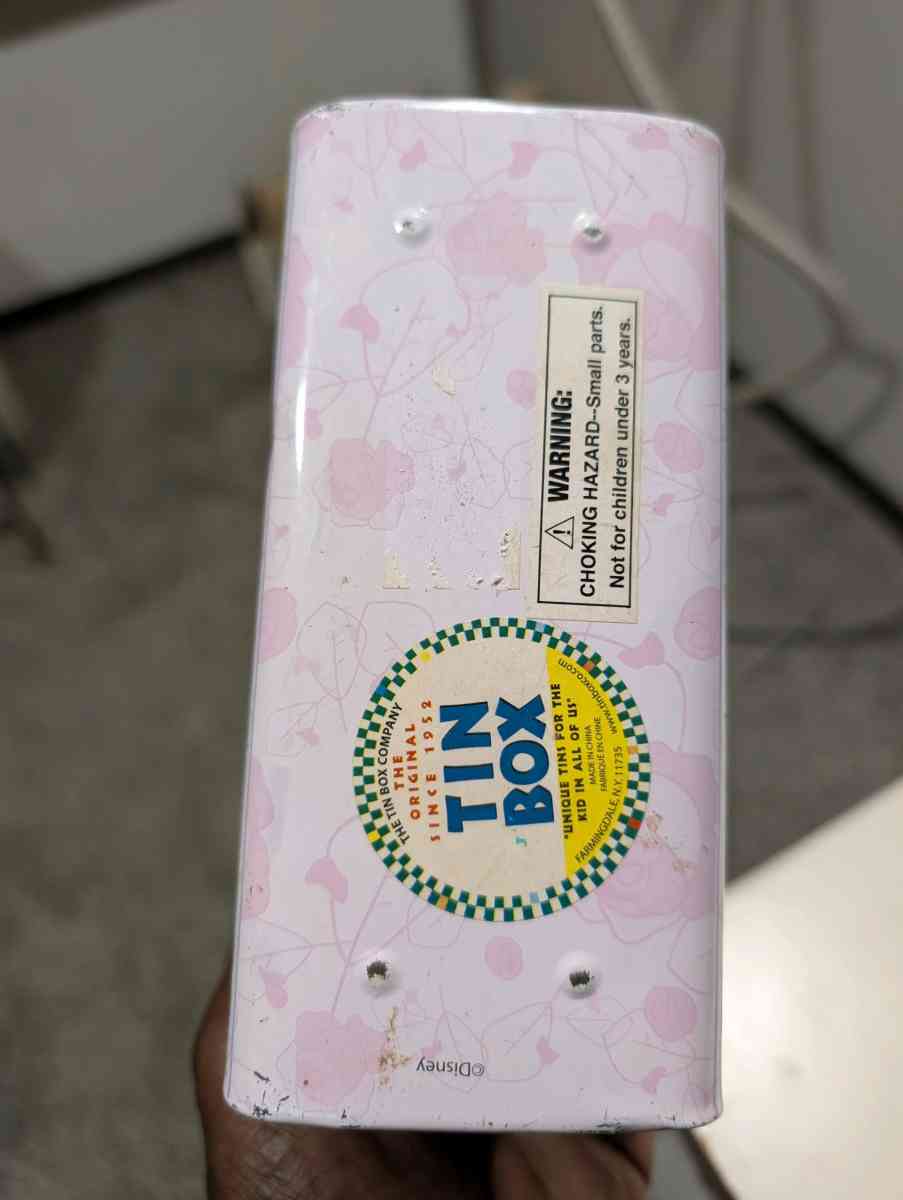 ⚠ WARNING:
CHOKING HAZARD--Small parts.
Not for children under 3 years.
THE TIN BOX COMPANY
THE
ORIGINAL
SINCE 1952
TIN
BOX
"UNIQUE TINS FOR THE
KID IN ALL OF US"
MADE IN CHINA
FABRIQUE EN CHINE
FARMINGDALE, N.Y. 11735
www.tinboxco.com
©Disney